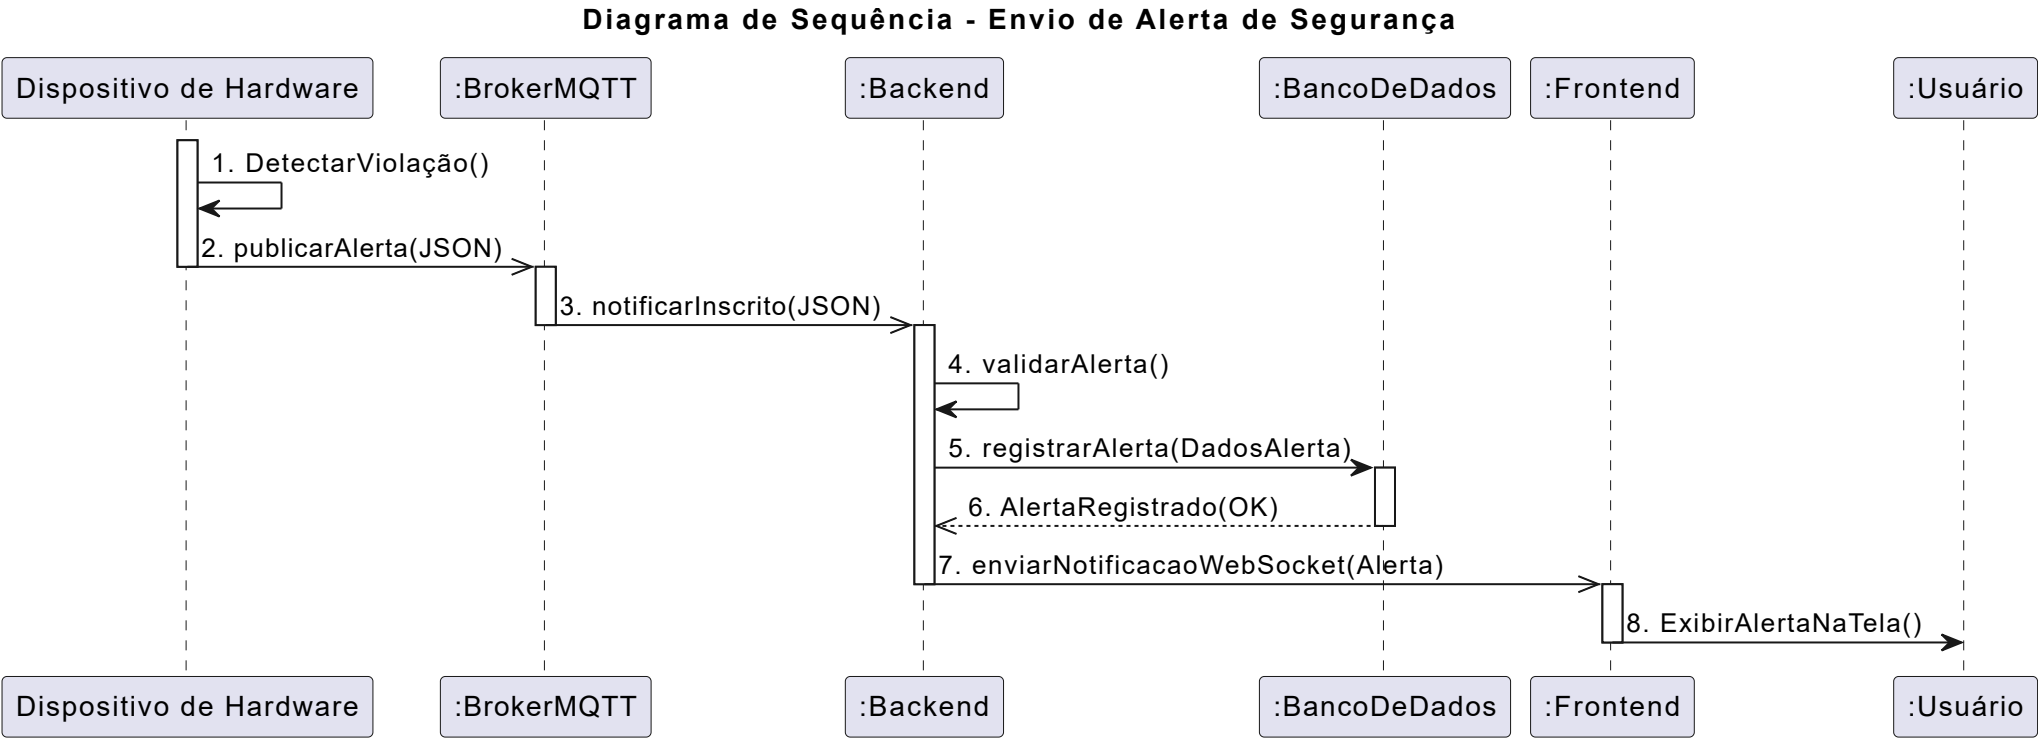 Diagrama de Sequência - Envio de Alerta de Segurança
Dispositivo de Hardware
:BrokerMQTT
:Backend
:BancoDeDados
:Frontend
:Usuário
1. DetectarViolação()
2. publicarAlerta(JSON)
3. notificarInscrito(JSON)
4. validarAlerta()
5. registrarAlerta(DadosAlerta)
6. AlertaRegistrado(OK)
7. enviarNotificacaoWebSocket(Alerta)
8. ExibirAlertaNaTela()
Dispositivo de Hardware
:BrokerMQTT
:Backend
:BancoDeDados
:Frontend
:Usuário